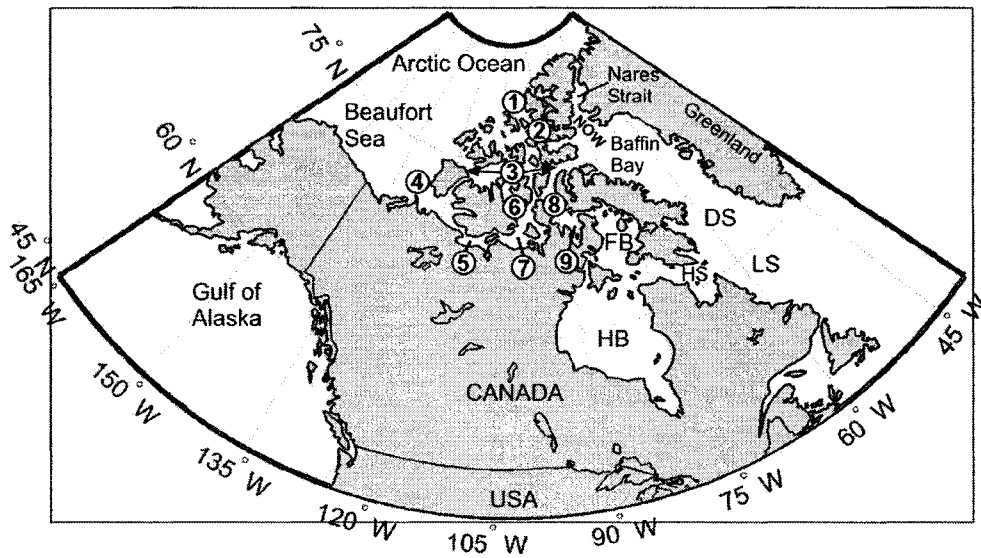 75° N
Arctic Ocean
Nares
Strait
Beaufort
Sea
Greenland
60° N
NOW
Baffin
Bay
1
2
3
4
5
6
7
8
9
DS
FB
HS
LS
45° N
165° W
Gulf of
Alaska
HB
CANADA
USA
150° W
135° W
120° W
105° W
90° W
75° W
60° W
45° W